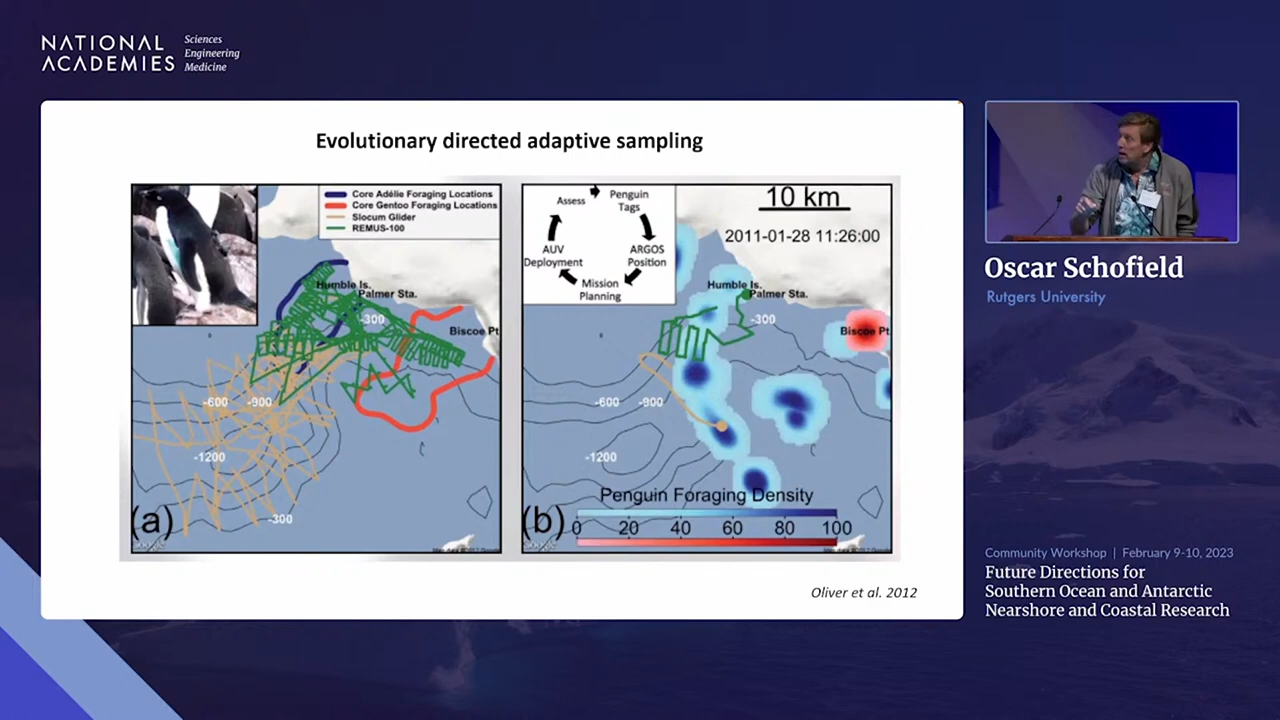 NATIONAL
ACADEMIES
Sciences
Engineering
Medicine
Evolutionary directed adaptive sampling
Core Adélie Foraging Locations
Core Gentoo Foraging Locations
Slocum Glider
REMUS-100
Humble Is.
Palmer Sta.
-300
Biscoe Pt
-600
-900
-1200
-300
(a)
Assess
Penguin
Tags
AUV
Deployment
ARGOS
Position
Mission
Planning
10 km
2011-01-28 11:26:00
Humble Is.
Palmer Sta.
-300
Biscoe Pt
-600
-900
-1200
Penguin Foraging Density
(b)
0 20 40 60 80 100
Oliver et al. 2012
Oscar Schofield
Rutgers University
Community Workshop | February 9-10, 2023
Future Directions for
Southern Ocean and Antarctic
Nearshore and Coastal Research